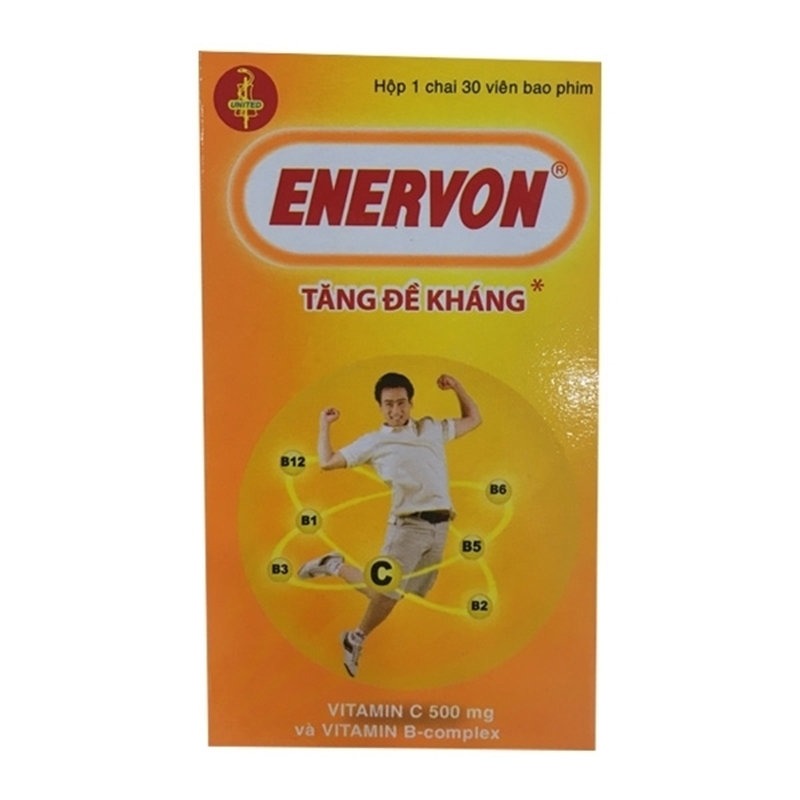 UNITED
Hộp 1 chai 30 viên bao phim
ENERVON®
TĂNG ĐỀ KHÁNG*
B12
B6
B1
B5
B3
C
B2
VITAMIN C 500 mg
và VITAMIN B-complex